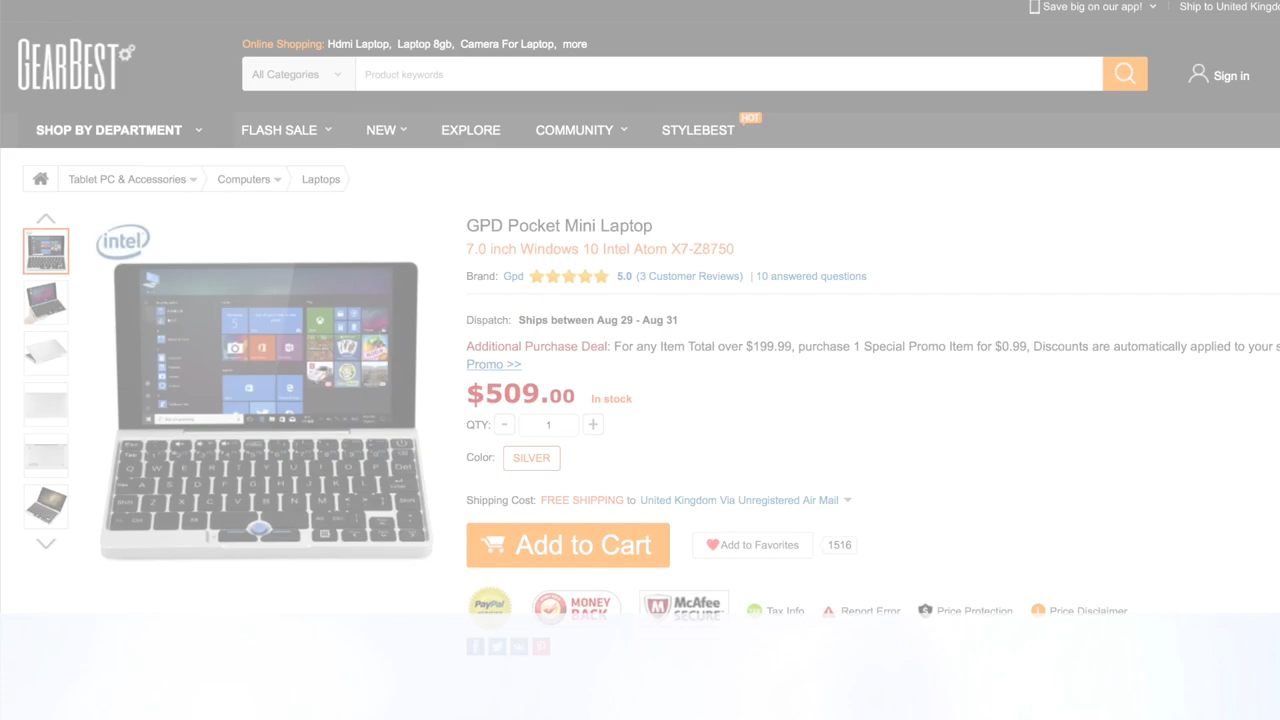 Save big on our app!
Ship to United Kingdo
GEARBEST
Online Shopping: Hdmi Laptop, Laptop 8gb, Camera For Laptop, more
All Categories
Product keywords
Sign in
SHOP BY DEPARTMENT
FLASH SALE
NEW
EXPLORE
COMMUNITY
STYLEBEST
HOT
Tablet PC & Accessories
Computers
Laptops
intel
GPD Pocket Mini Laptop
7.0 inch Windows 10 Intel Atom X7-Z8750
Brand: Gpd 5.0 (3 Customer Reviews) | 10 answered questions
Dispatch: Ships between Aug 29 - Aug 31
Additional Purchase Deal: For any Item Total over $199.99, purchase 1 Special Promo Item for $0.99, Discounts are automatically applied to your s
Promo >>
$509.00 In stock
QTY: - 1 +
Color: SILVER
Shipping Cost: FREE SHIPPING to United Kingdom Via Unregistered Air Mail
Add to Cart
Add to Favorites
1516
PayPal
MONEY BACK
McAfee SECURE
Tax Info
Report Error
Price Protection
Price Disclaimer